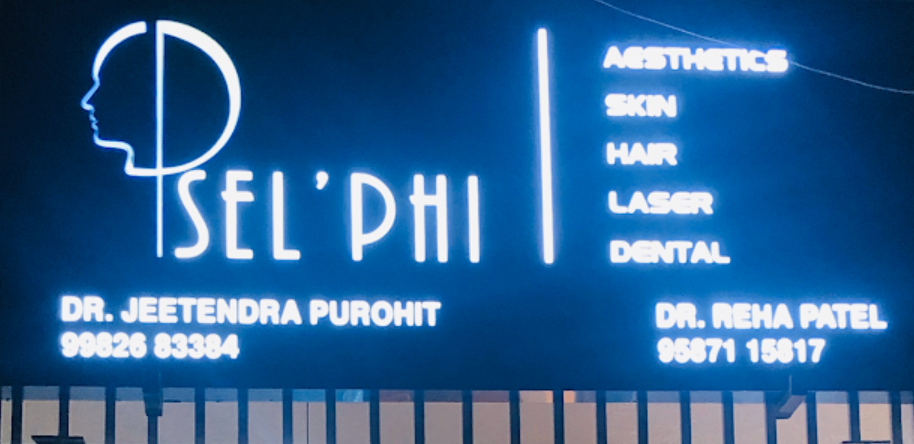 SEL'PHI
AESTHETICS
SKIN
HAIR
LASER
DENTAL
DR. JEETENDRA PUROHIT
99826 83384
DR. REHA PATEL
95871 15817